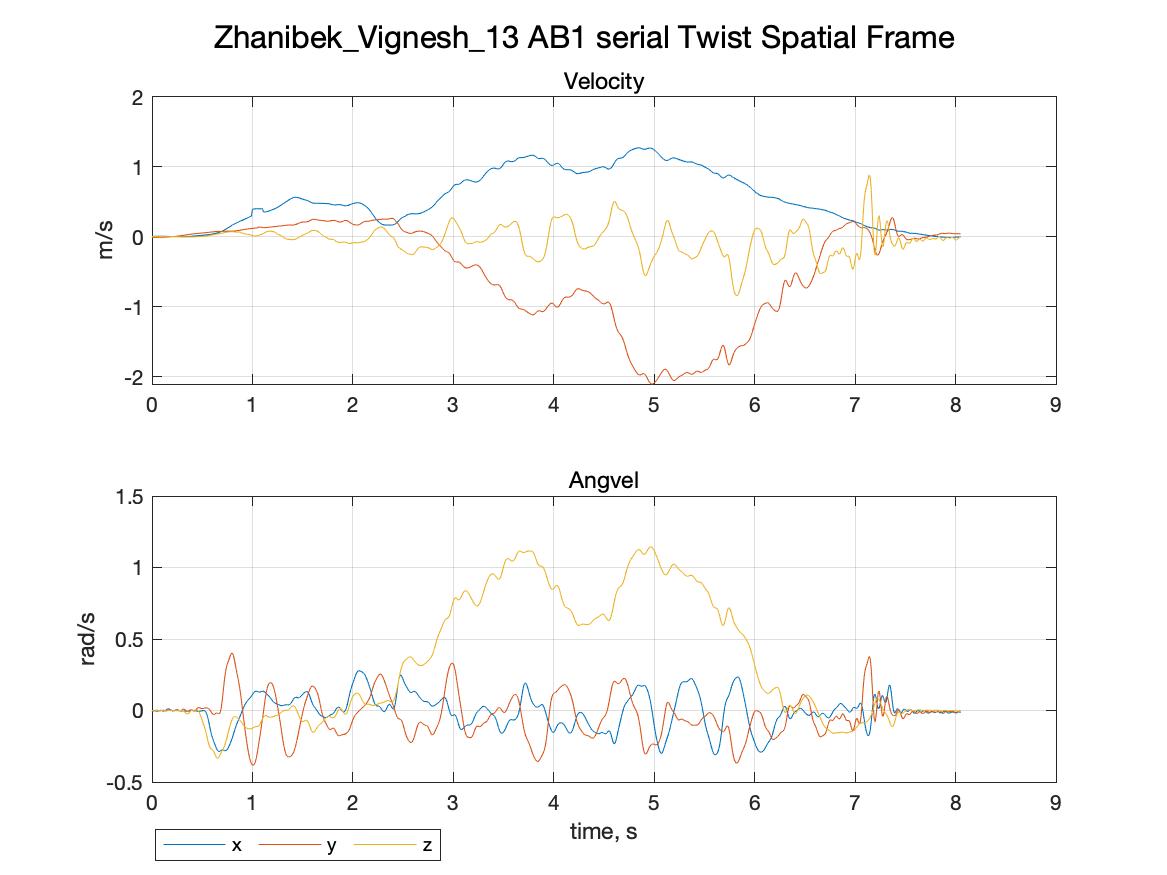 Zhanibek_Vignesh_13 AB1 serial Twist Spatial Frame
Velocity
2
1
0
-1
-2
m/s
0 1 2 3 4 5 6 7 8 9
Angvel
1.5
1
0.5
0
-0.5
rad/s
0 1 2 3 4 5 6 7 8 9
time, s
x y z